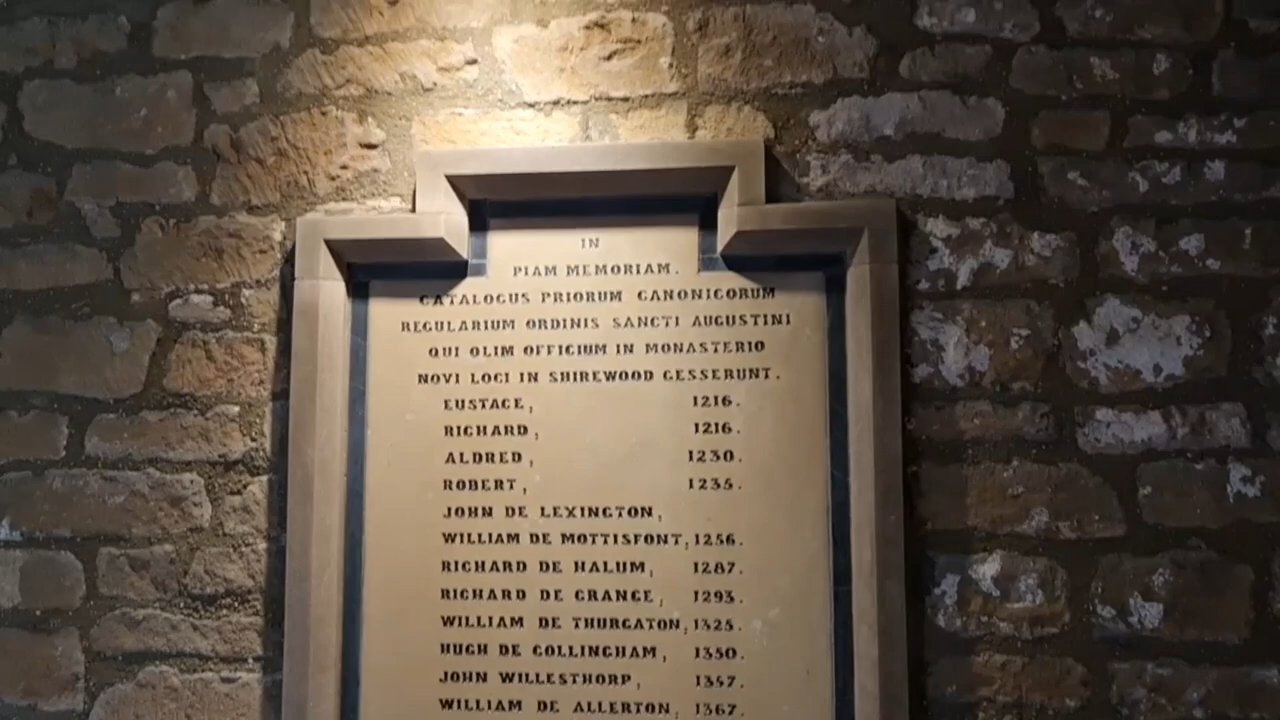 IN
PIAM MEMORIAM.
CATALOGUS PRIORUM CANONICORUM
REGULARIUM ORDINIS SANCTI AUGUSTINI
QUI OLIM OFFICIUM IN MONASTERIO
NOVI LOCI IN SHIREWOOD GESSERUNT.
EUSTACE, 1216.
RICHARD, 1216.
ALDRED, 1230.
ROBERT, 1235.
JOHN DE LEXINGTON,
WILLIAM DE MOTTISFONT, 1256.
RICHARD DE HALUM, 1287.
RICHARD DE GRANGE, 1293.
WILLIAM DE THURGATON, 1325.
HUGH DE COLLINGHAM, 1350.
JOHN WILLESTHORP, 1357.
WILLIAM DE ALLERTON, 1367.